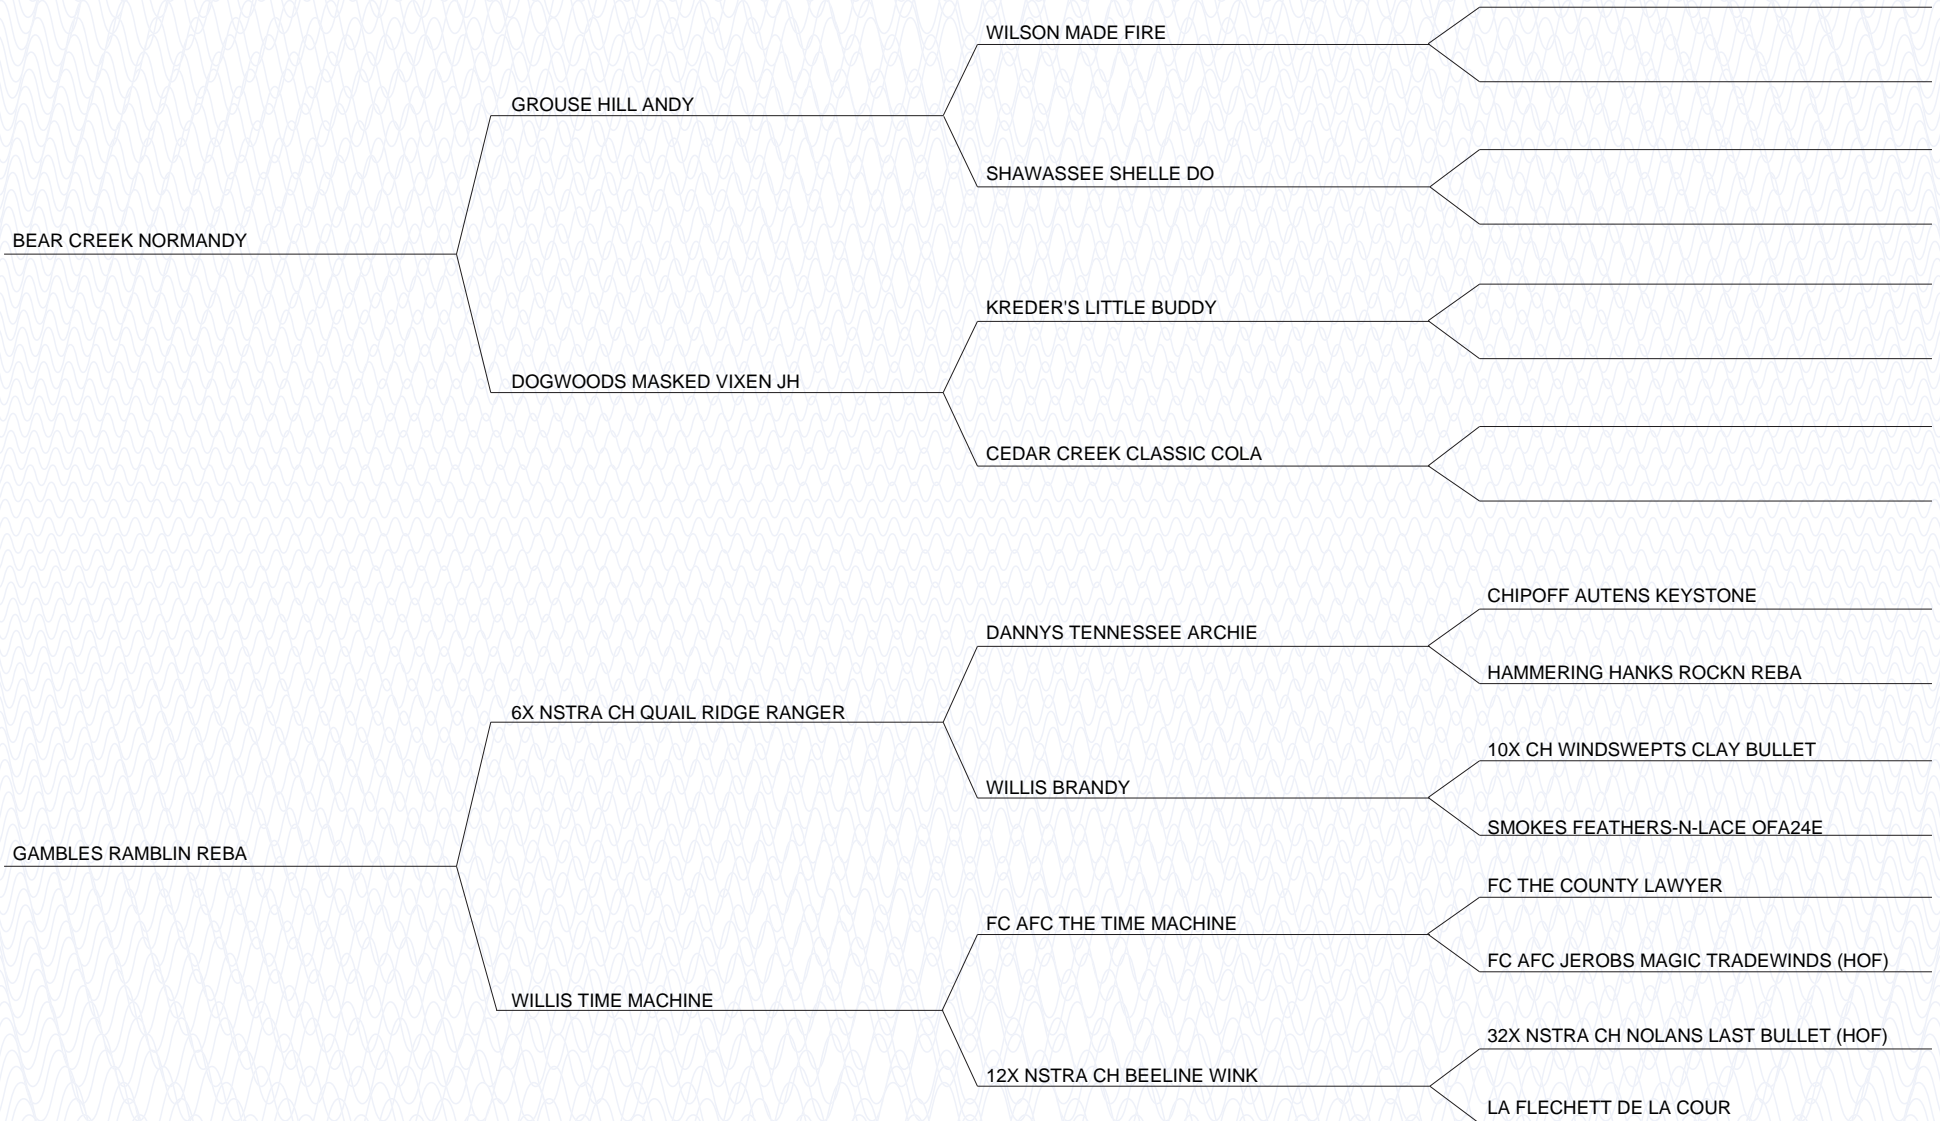 WILSON MADE FIRE
GROUSE HILL ANDY
SHAWASSEE SHELLE DO
BEAR CREEK NORMANDY
KREDER'S LITTLE BUDDY
DOGWOODS MASKED VIXEN JH
CEDAR CREEK CLASSIC COLA
CHIPOFF AUTENS KEYSTONE
DANNYS TENNESSEE ARCHIE
HAMMERING HANKS ROCKN REBA
6X NSTRA CH QUAIL RIDGE RANGER
10X CH WINDSWEPTS CLAY BULLET
WILLIS BRANDY
SMOKES FEATHERS-N-LACE OFA24E
GAMBLES RAMBLIN REBA
FC THE COUNTY LAWYER
FC AFC THE TIME MACHINE
FC AFC JEROBS MAGIC TRADEWINDS (HOF)
WILLIS TIME MACHINE
32X NSTRA CH NOLANS LAST BULLET (HOF)
12X NSTRA CH BEELINE WINK
LA FLECHETT DE LA COUR